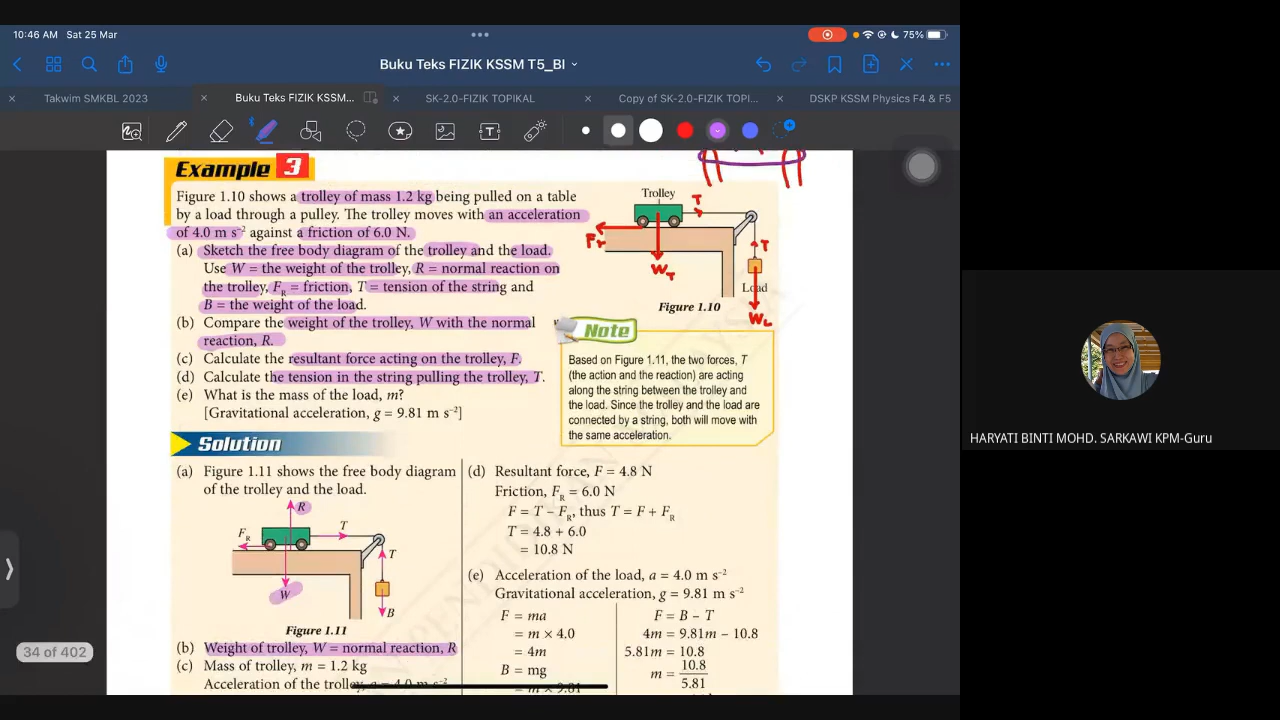 10:46 AM Sat 25 Mar
75%
Buku Teks FIZIK KSSM T5_BI
Takwim SMKBL 2023
Buku Teks FIZIK KSSM...
SK-2.0-FIZIK TOPIKAL
Copy of SK-2.0-FIZIK TOPI...
DSKP KSSM Physics F4 & F5
Example 3
Figure 1.10 shows a trolley of mass 1.2 kg being pulled on a table
by a load through a pulley. The trolley moves with an acceleration
of 4.0 m s⁻² against a friction of 6.0 N.
(a) Sketch the free body diagram of the trolley and the load.
Use W = the weight of the trolley, R = normal reaction on
the trolley, F_R = friction, T = tension of the string and
B = the weight of the load.
(b) Compare the weight of the trolley, W with the normal
reaction, R.
(c) Calculate the resultant force acting on the trolley, F.
(d) Calculate the tension in the string pulling the trolley, T.
(e) What is the mass of the load, m?
[Gravitational acceleration, g = 9.81 m s⁻²]
Trolley
T
F_r
T
W_T
Load
W_L
Figure 1.10
Note
Based on Figure 1.11, the two forces, T
(the action and the reaction) are acting
along the string between the trolley and
the load. Since the trolley and the load are
connected by a string, both will move with
the same acceleration.
Solution
(a) Figure 1.11 shows the free body diagram
of the trolley and the load.
R
F_R
T
T
W
B
Figure 1.11
(b) Weight of trolley, W = normal reaction, R
(c) Mass of trolley, m = 1.2 kg
Acceleration of the trolley, a = 4.0 m s⁻²
(d) Resultant force, F = 4.8 N
Friction, F_R = 6.0 N
F = T – F_R, thus T = F + F_R
T = 4.8 + 6.0
= 10.8 N
(e) Acceleration of the load, a = 4.0 m s⁻²
Gravitational acceleration, g = 9.81 m s⁻²
F = ma
= m × 4.0
= 4m
B = mg
= m × 9.81
F = B – T
4m = 9.81m – 10.8
5.81m = 10.8
m = 10.8
5.81
34 of 402
HARYATI BINTI MOHD. SARKAWI KPM-Guru